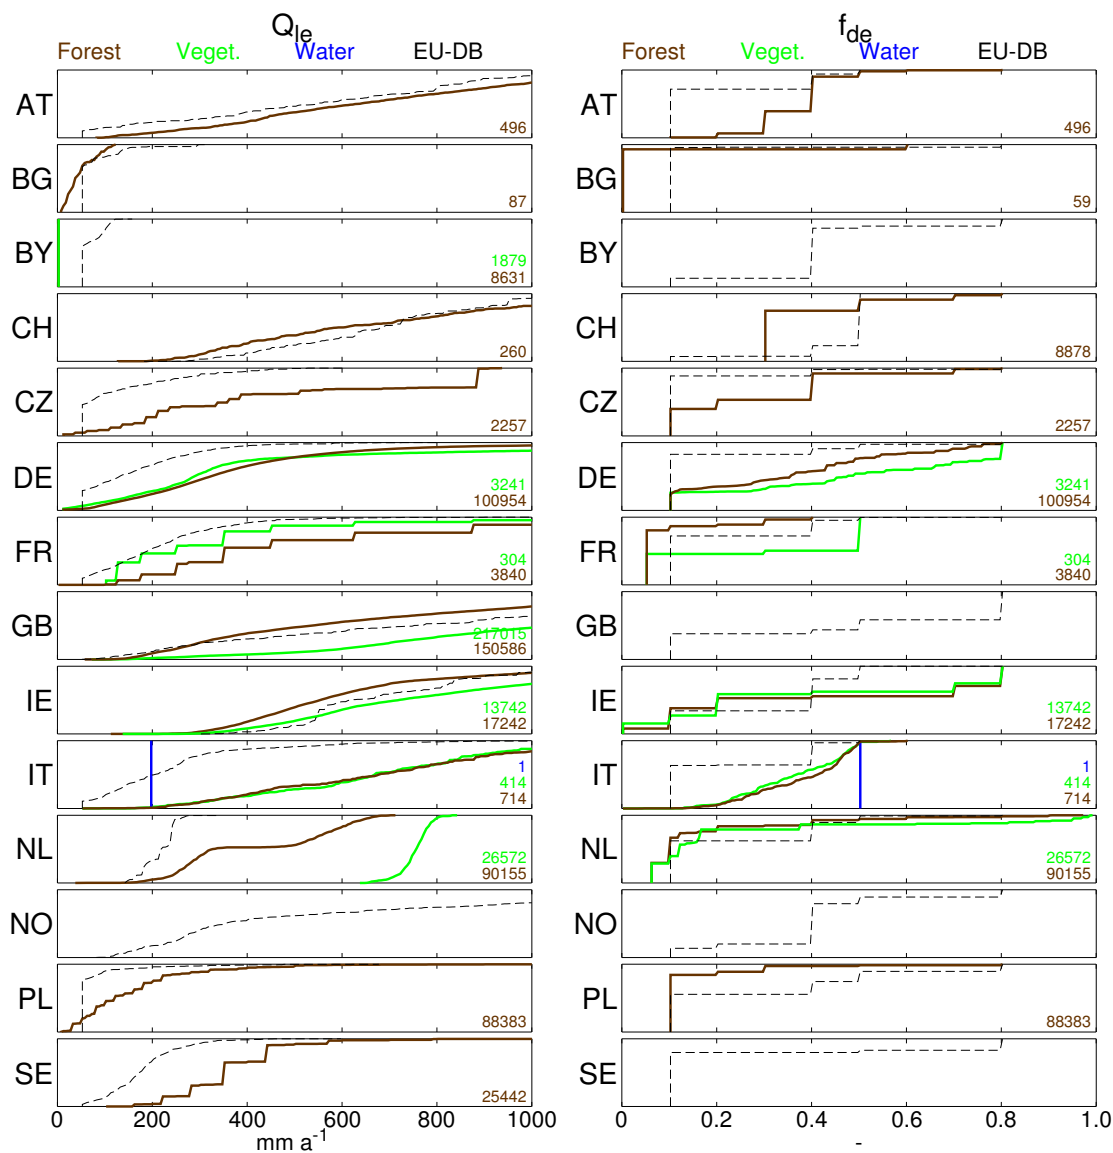 Q_le f_de
Forest Veget. Water EU-DB Forest Veget. Water EU-DB
AT 496 AT 496
BG 87 BG 59
BY 1879 BY
8631
CH 260 CH 8878
CZ 2257 CZ 2257
DE 3241 DE 3241
100954 100954
FR 304 FR 304
3840 3840
GB 217015 GB
150586
IE 13742 IE 13742
17242 17242
IT 1 IT 1
414 414
714 714
NL 26572 NL 26572
90155 90155
NO NO
PL 88383 PL 88383
SE 25442 SE
0 200 400 600 800 1000 0 0.2 0.4 0.6 0.8 1.0
mm a⁻¹ -